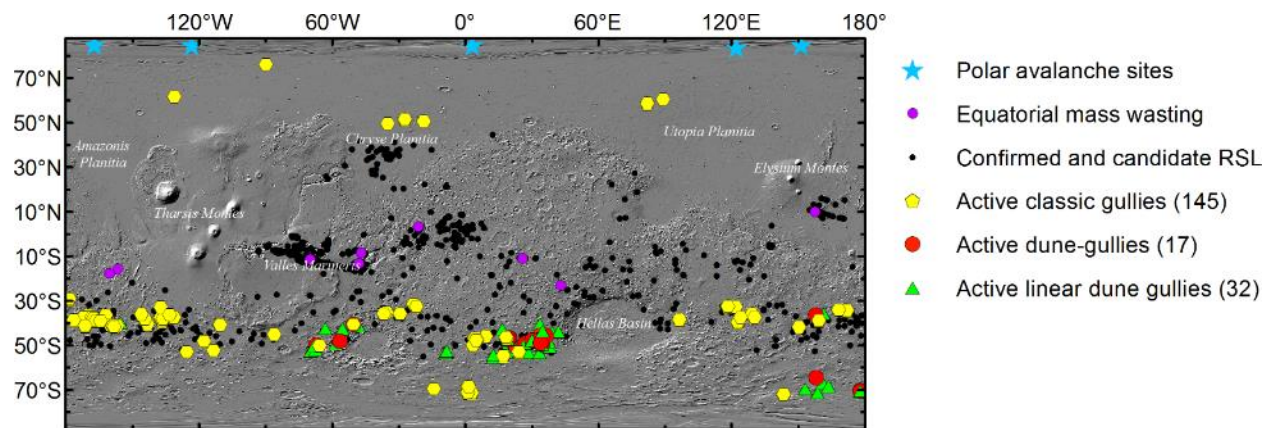 120°W 60°W 0° 60°E 120°E 180°
70°N
50°N
30°N
10°N
10°S
30°S
50°S
70°S
Amazonis
Planitia
Tharsis Montes
Chryse Planitia
Valles Marineris
Utopia Planitia
Elysium Montes
Hellas Basin
Polar avalanche sites
Equatorial mass wasting
Confirmed and candidate RSL
Active classic gullies (145)
Active dune-gullies (17)
Active linear dune gullies (32)